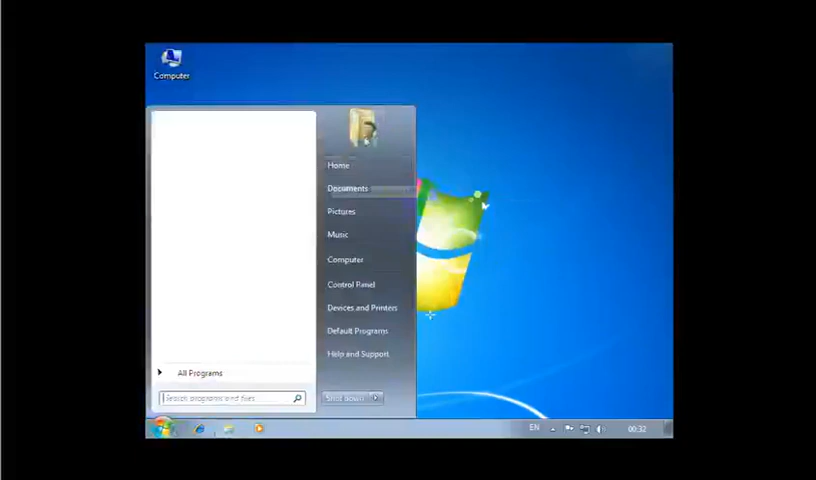 Computer
Home
Documents
Pictures
Music
Computer
Control Panel
Devices and Printers
Default Programs
Help and Support
All Programs
Search programs and files
Shut down
EN
00:32